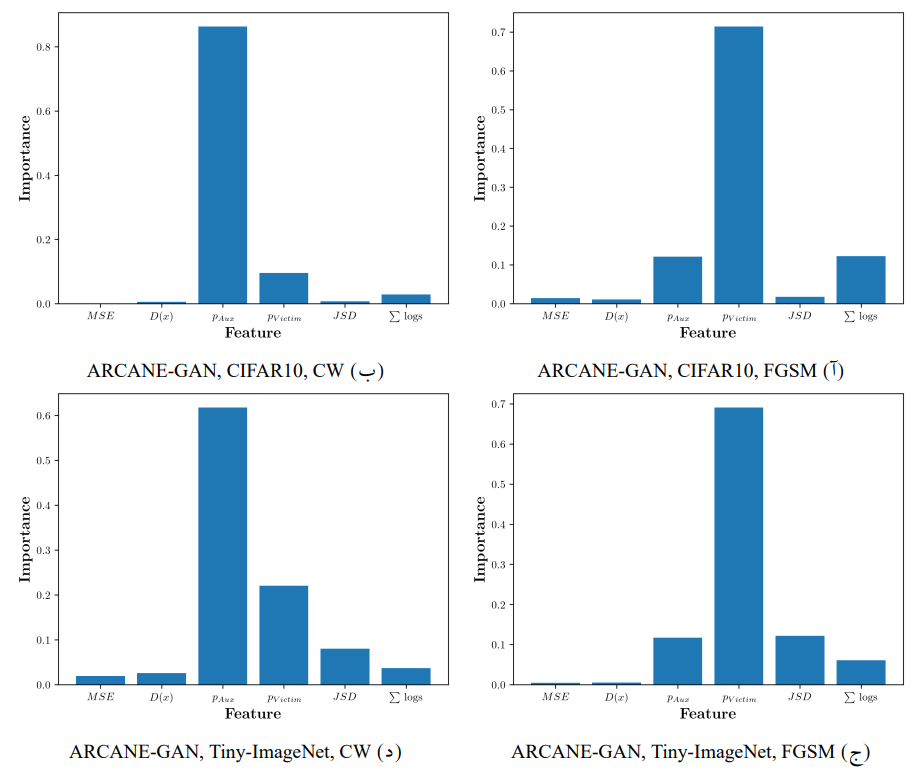 Importance
0.8
0.6
0.4
0.2
0.0
MSE D(x) p_Aux p_Victim JSD ∑ logs
Feature
ARCANE-GAN, CIFAR10, CW (ب)
Importance
0.7
0.6
0.5
0.4
0.3
0.2
0.1
0.0
MSE D(x) p_Aux p_Victim JSD ∑ logs
Feature
ARCANE-GAN, CIFAR10, FGSM (آ)
Importance
0.6
0.5
0.4
0.3
0.2
0.1
0.0
MSE D(x) p_Aux p_Victim JSD ∑ logs
Feature
ARCANE-GAN, Tiny-ImageNet, CW (د)
Importance
0.7
0.6
0.5
0.4
0.3
0.2
0.1
0.0
MSE D(x) p_Aux p_Victim JSD ∑ logs
Feature
ARCANE-GAN, Tiny-ImageNet, FGSM (ج)